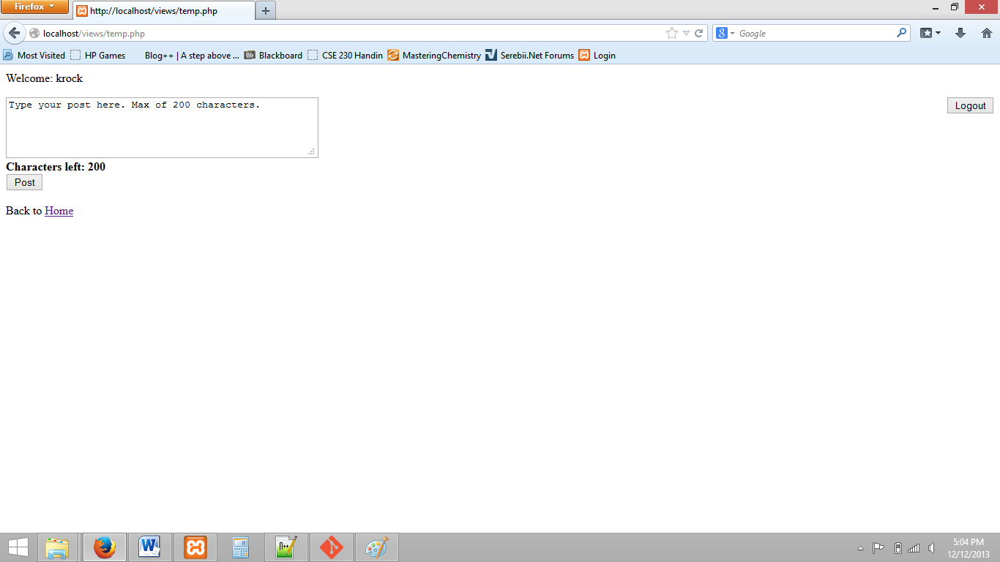 Firefox
http://localhost/views/temp.php
localhost/views/temp.php
8 Google
Most Visited HP Games Blog++ | A step above ... Bb Blackboard CSE 230 Handin MasteringChemistry Serebii.Net Forums Login
Welcome: krock
Type your post here. Max of 200 characters.
Logout
Characters left: 200
Post
Back to Home
5:04 PM
12/12/2013